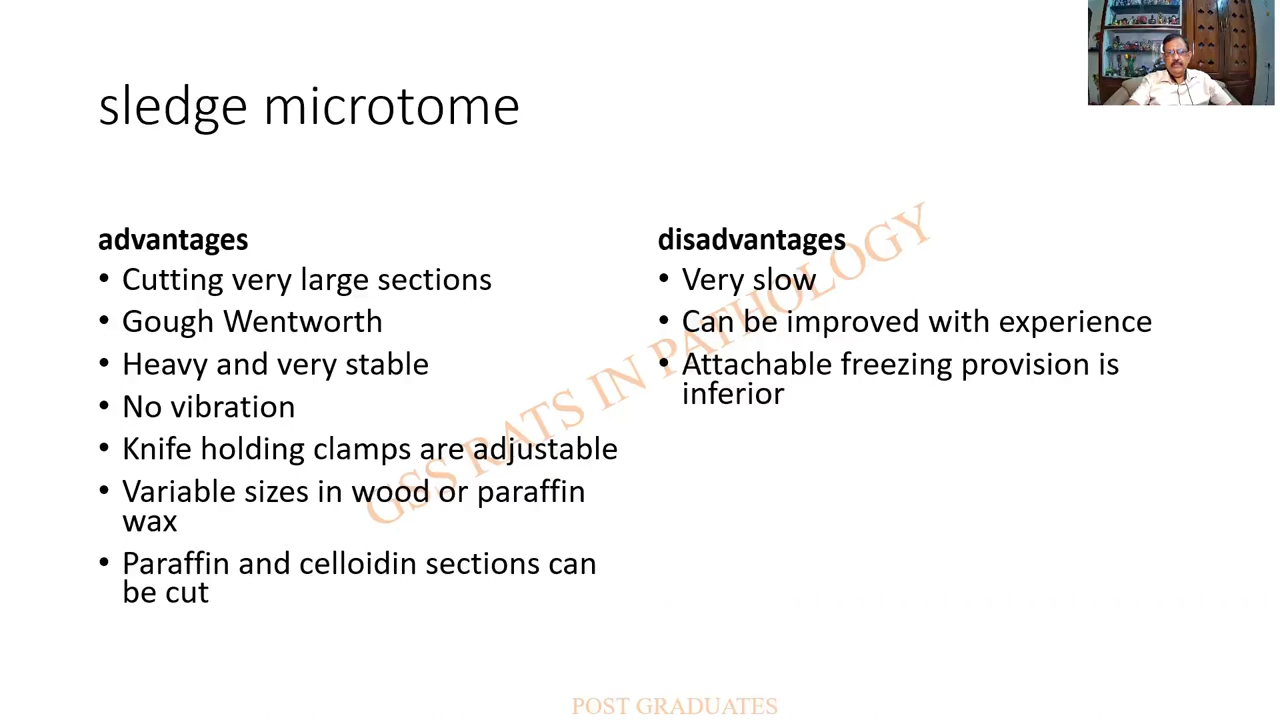 sledge microtome
advantages
• Cutting very large sections
• Gough Wentworth
• Heavy and very stable
• No vibration
• Knife holding clamps are adjustable
• Variable sizes in wood or paraffin
wax
• Paraffin and celloidin sections can
be cut
disadvantages
• Very slow
• Can be improved with experience
• Attachable freezing provision is
inferior
GSS RATS IN PATHOLOGY
POST GRADUATES